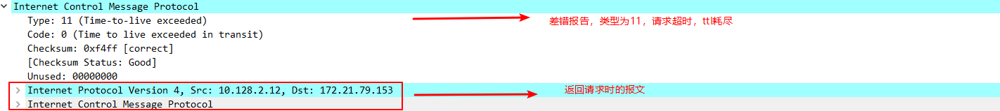 Internet Control Message Protocol
Type: 11 (Time-to-live exceeded)
差错报告，类型为11，请求超时，ttl耗尽
Code: 0 (Time to live exceeded in transit)
Checksum: 0xf4ff [correct]
[Checksum Status: Good]
Unused: 00000000
Internet Protocol Version 4, Src: 10.128.2.12, Dst: 172.21.79.153
返回请求时的报文
Internet Control Message Protocol